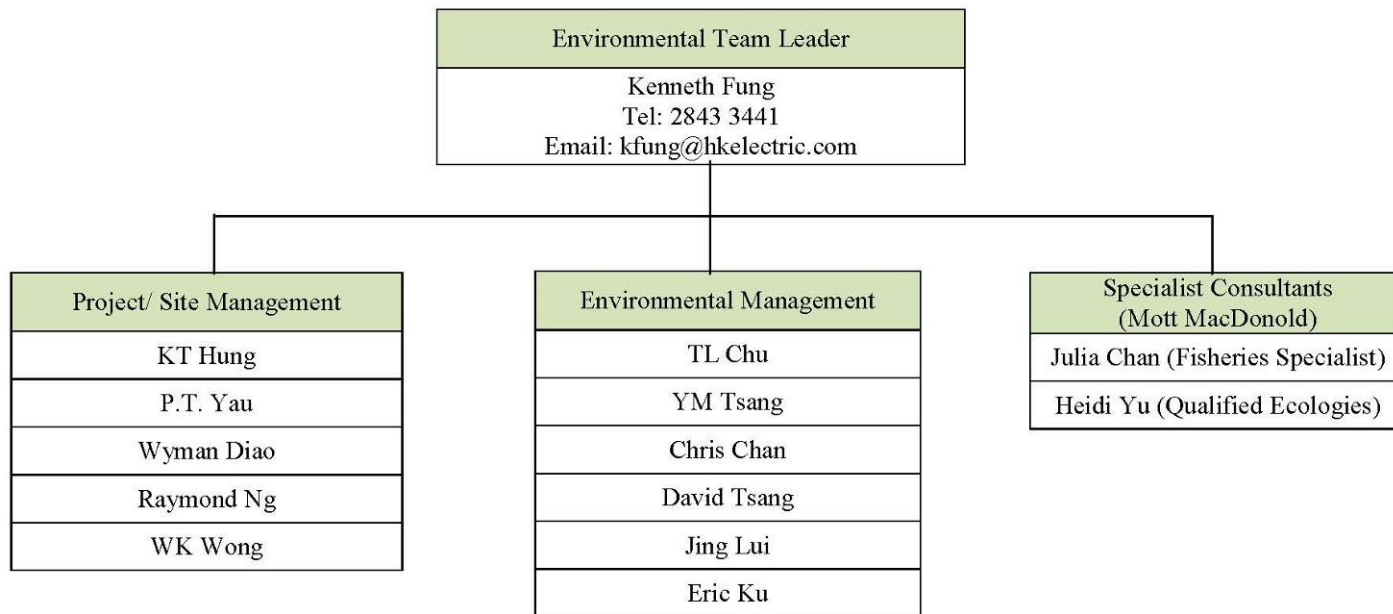 Environmental Team Leader
Kenneth Fung
Tel: 2843 3441
Email: kfung@hkelectric.com
Project/ Site Management
KT Hung
P.T. Yau
Wyman Diao
Raymond Ng
WK Wong
Environmental Management
TL Chu
YM Tsang
Chris Chan
David Tsang
Jing Lui
Eric Ku
Specialist Consultants
(Mott MacDonold)
Julia Chan (Fisheries Specialist)
Heidi Yu (Qualified Ecologies)